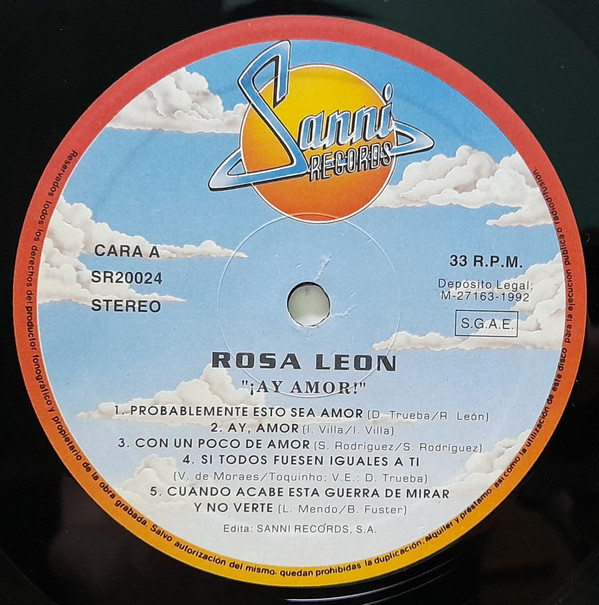 Sanni
RECORDS
CARA A
SR20024
STEREO
33 R.P.M.
Depósito Legal:
M-27163-1992
S.G.A.E.
ROSA LEON
"¡AY AMOR!"
1. PROBABLEMENTE ESTO SEA AMOR (D. Trueba/R. León)
2. AY, AMOR (I. Villa/I. Villa)
3. CON UN POCO DE AMOR (S. Rodríguez/S. Rodríguez)
4. SI TODOS FUESEN IGUALES A TI
(V. de Moraes/Toquinho; V.E.: D. Trueba)
5. CUANDO ACABE ESTA GUERRA DE MIRAR
Y NO VERTE (L. Mendo/B. Fuster)
Edita: SANNI RECORDS, S.A.
Reservados todos los derechos del productor fonográfico y propietario de la obra grabada. Salvo autorización del mismo, quedan prohibidas la duplicación, alquiler y préstamo, así como la utilización de este disco para la ejecución pública o radiodifusión.